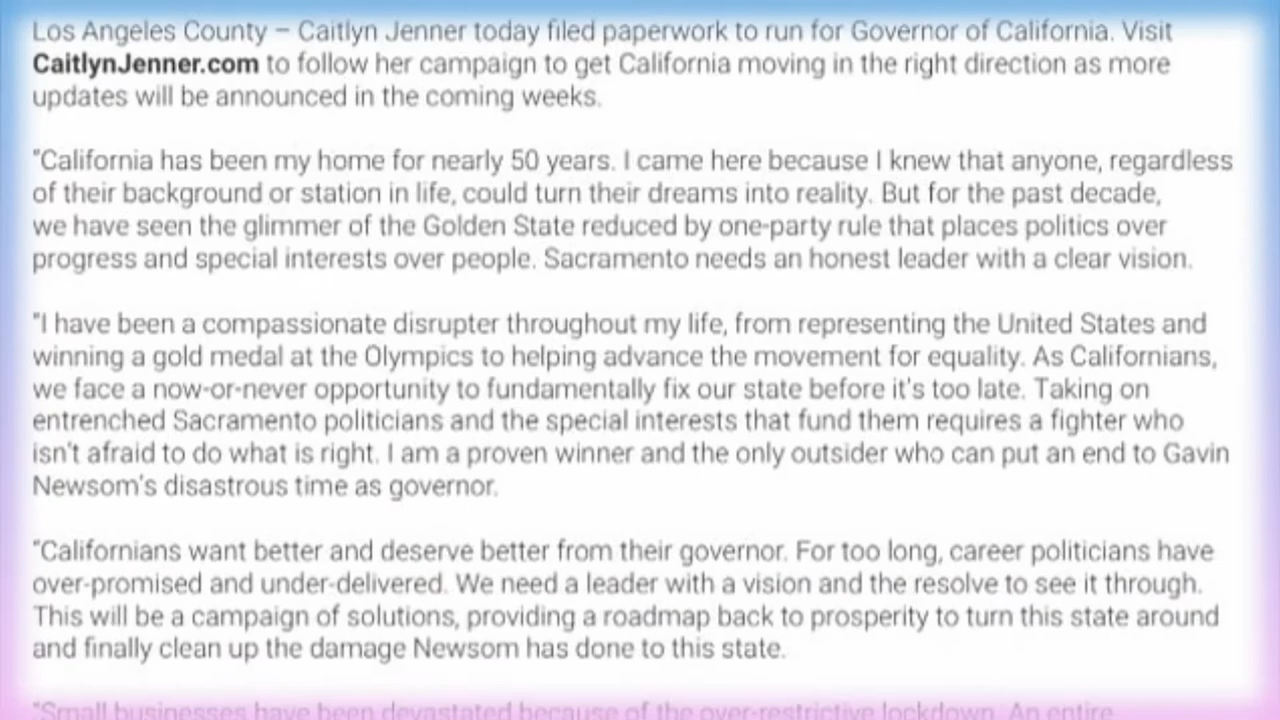 Los Angeles County – Caitlyn Jenner today filed paperwork to run for Governor of California. Visit
CaitlynJenner.com to follow her campaign to get California moving in the right direction as more
updates will be announced in the coming weeks.
"California has been my home for nearly 50 years. I came here because I knew that anyone, regardless
of their background or station in life, could turn their dreams into reality. But for the past decade,
we have seen the glimmer of the Golden State reduced by one-party rule that places politics over
progress and special interests over people. Sacramento needs an honest leader with a clear vision.
"I have been a compassionate disrupter throughout my life, from representing the United States and
winning a gold medal at the Olympics to helping advance the movement for equality. As Californians,
we face a now-or-never opportunity to fundamentally fix our state before it's too late. Taking on
entrenched Sacramento politicians and the special interests that fund them requires a fighter who
isn't afraid to do what is right. I am a proven winner and the only outsider who can put an end to Gavin
Newsom's disastrous time as governor.
"Californians want better and deserve better from their governor. For too long, career politicians have
over-promised and under-delivered. We need a leader with a vision and the resolve to see it through.
This will be a campaign of solutions, providing a roadmap back to prosperity to turn this state around
and finally clean up the damage Newsom has done to this state.
"Small businesses have been devastated because of the over-restrictive lockdown. An entire